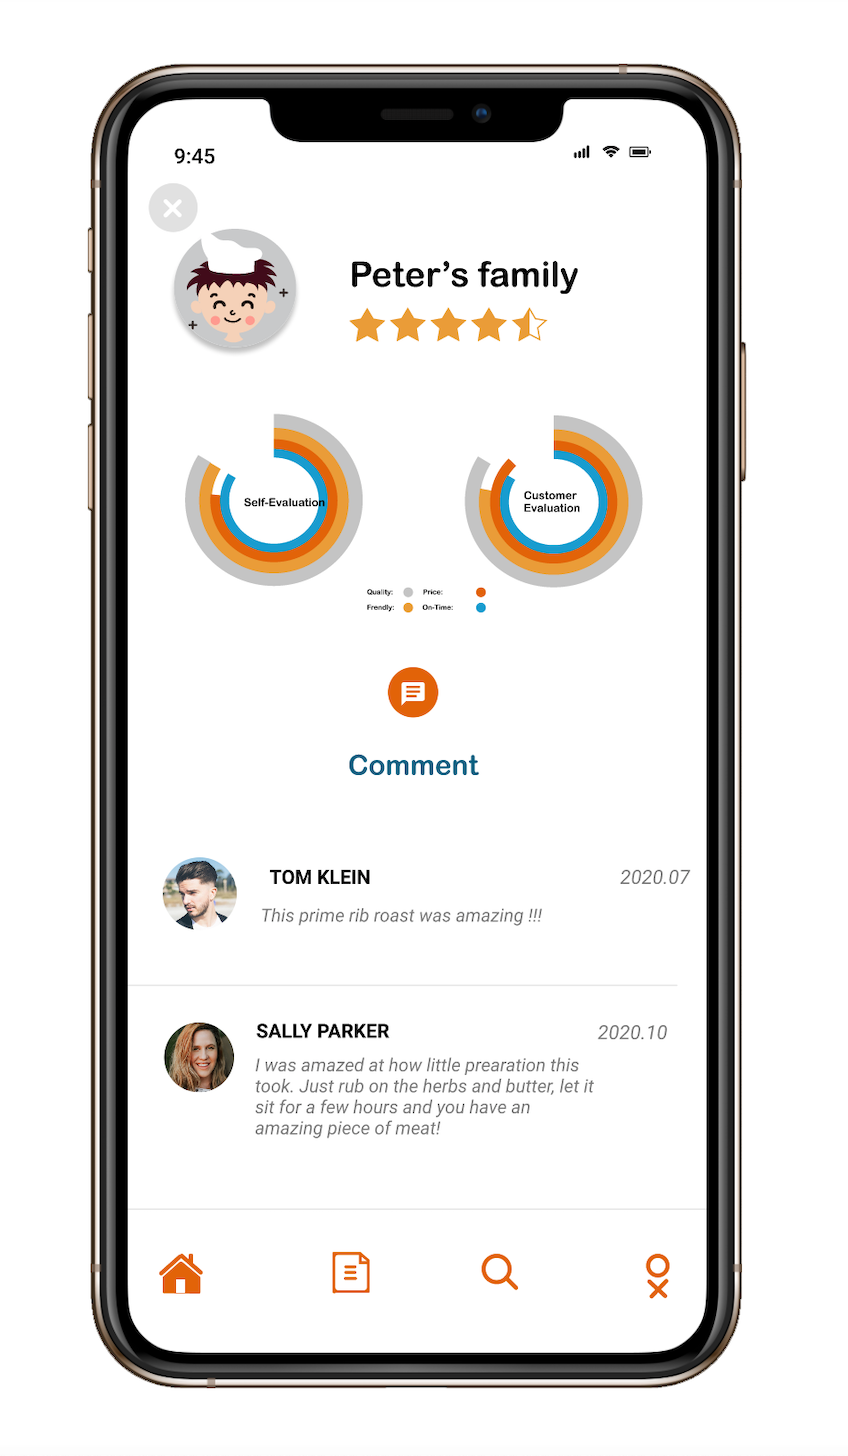 9:45
Peter’s family
Self-Evaluation
Customer
Evaluation
Quality: Price:
Frendly: On-Time:
Comment
TOM KLEIN 2020.07
This prime rib roast was amazing !!!
SALLY PARKER 2020.10
I was amazed at how little prearation this
took. Just rub on the herbs and butter, let it
sit for a few hours and you have an
amazing piece of meat!